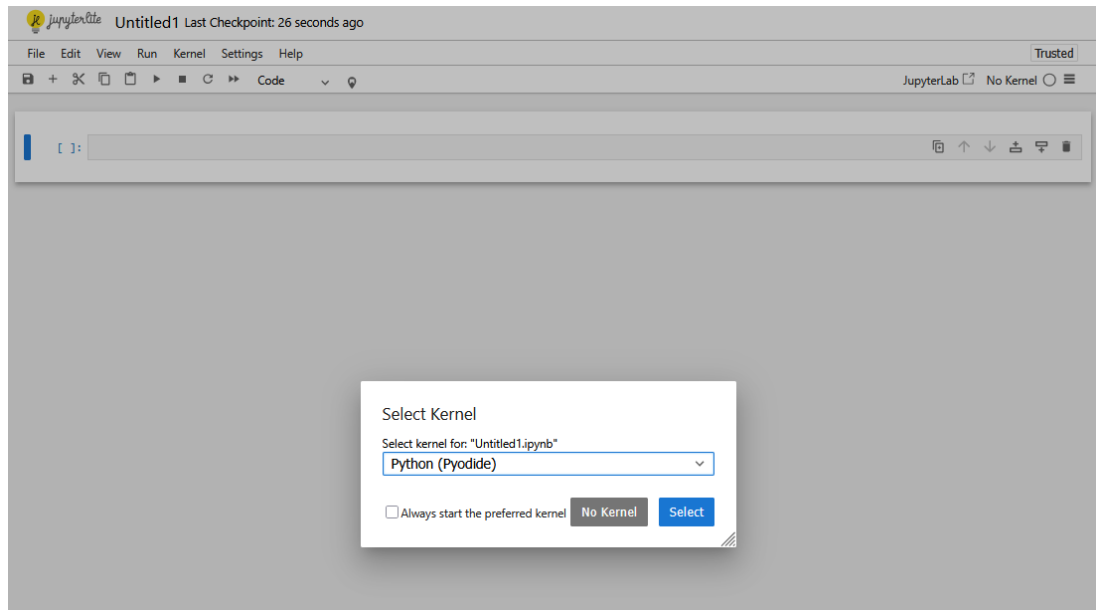 jupyterlite Untitled1 Last Checkpoint: 26 seconds ago
File Edit View Run Kernel Settings Help Trusted
Code JupyterLab No Kernel
[ ]:
Select Kernel
Select kernel for: "Untitled1.ipynb"
Python (Pyodide)
Always start the preferred kernel No Kernel Select